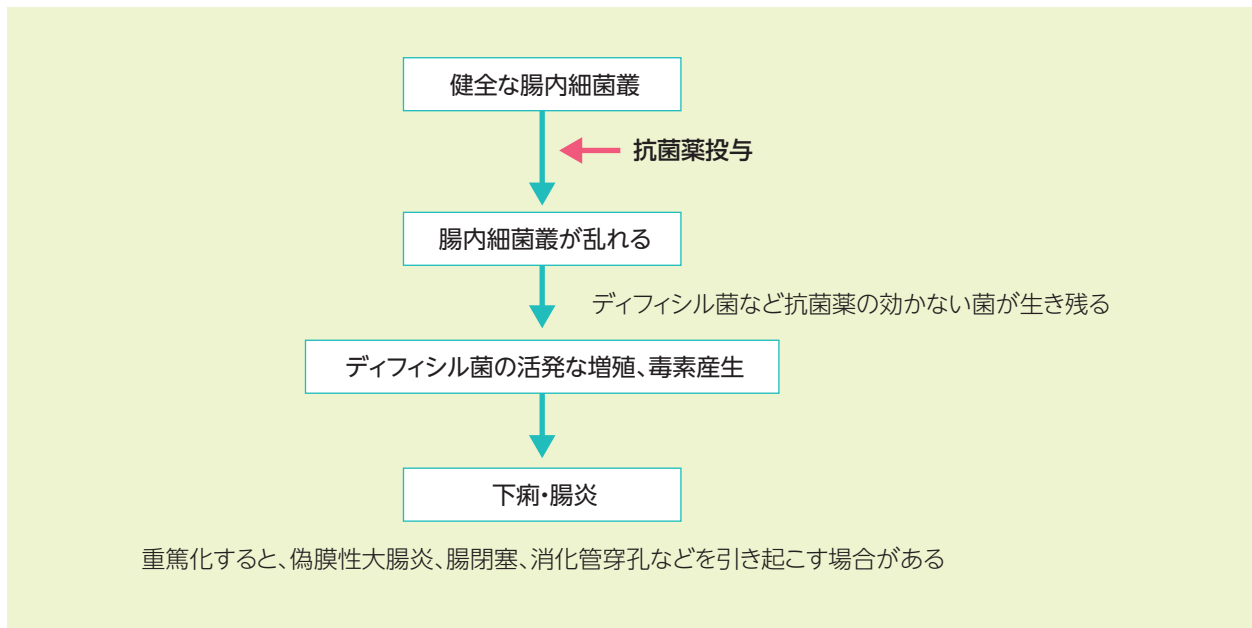 健全な腸内細菌叢
抗菌薬投与
腸内細菌叢が乱れる
ディフィシル菌など抗菌薬の効かない菌が生き残る
ディフィシル菌の活発な増殖、毒素産生
下痢・腸炎
重篤化すると、偽膜性大腸炎、腸閉塞、消化管穿孔などを引き起こす場合がある